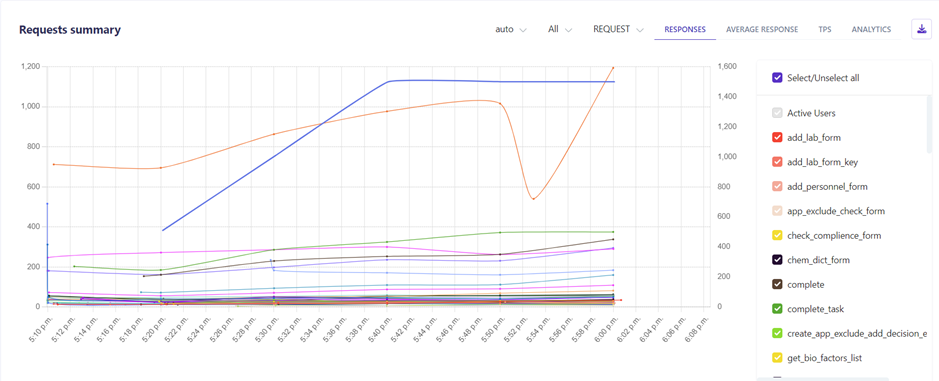 Requests summary
auto All REQUEST RESPONSES AVERAGE RESPONSE TPS ANALYTICS
1,200 1,600
1,400
1,000
1,200
800
1,000
600 800
600
400
400
200
200
0 0
5:10 p.m. 5:12 p.m. 5:14 p.m. 5:16 p.m. 5:18 p.m. 5:20 p.m. 5:22 p.m. 5:24 p.m. 5:26 p.m. 5:28 p.m. 5:30 p.m. 5:32 p.m. 5:34 p.m. 5:36 p.m. 5:38 p.m. 5:40 p.m. 5:42 p.m. 5:44 p.m. 5:46 p.m. 5:48 p.m. 5:50 p.m. 5:52 p.m. 5:54 p.m. 5:56 p.m. 5:58 p.m. 6:00 p.m. 6:02 p.m. 6:04 p.m. 6:06 p.m. 6:08 p.m.
Select/Unselect all
Active Users
add_lab_form
add_lab_form_key
add_personnel_form
app_exclude_check_form
check_complience_form
chem_dict_form
complete
complete_task
create_app_exclude_add_decision_e
get_bio_factors_list